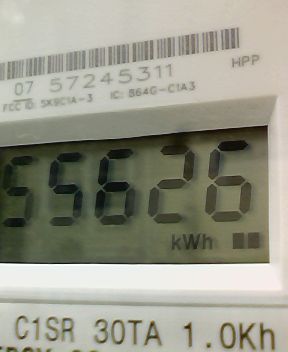 HPP
07 57245311
FCC ID: SK9C1A-3 IC: 864G-C1A3
55626
kWh
C1SR 30TA 1.0Kh